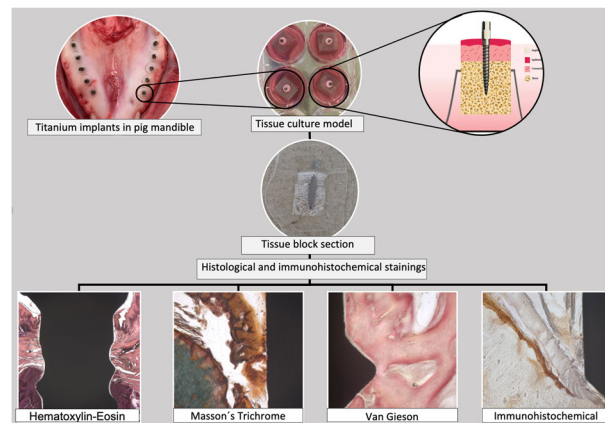 Titanium implants in pig mandible
Tissue culture model
Tissue block section
Histological and immunohistochemical stainings
Hematoxylin-Eosin
Masson´s Trichrome
Van Gieson
Immunohistochemical